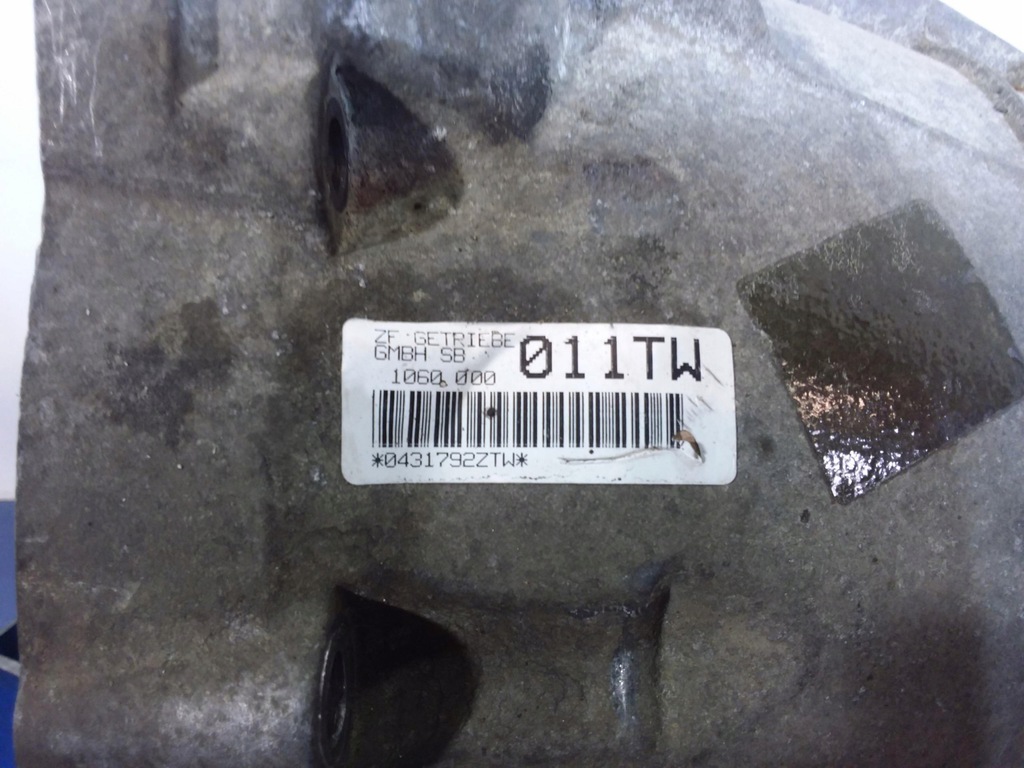 ZF GETRIEBE
GMBH SB
011TW
1060 000
*0431792ZTW*